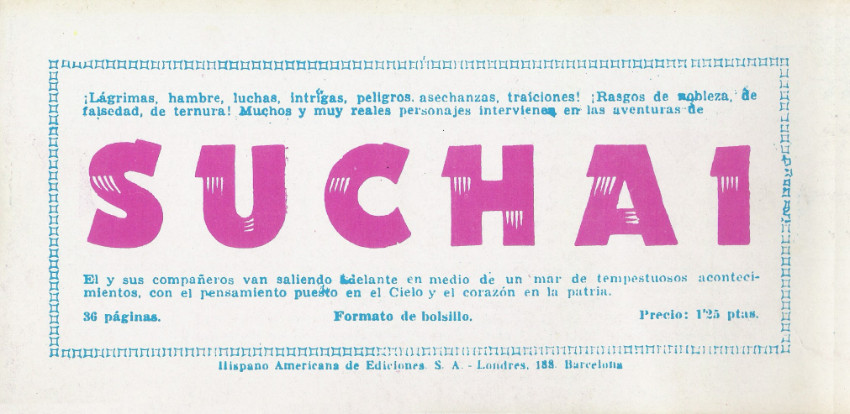 ¡Lágrimas, hambre, luchas, intrigas, peligros, asechanzas, traiciones! ¡Rasgos de nobleza, de
falsedad, de ternura! Muchos y muy reales personajes intervienen en las aventuras de
SUCHAI
El y sus compañeros van saliendo adelante en medio de un mar de tempestuosos aconteci-
mientos, con el pensamiento puesto en el Cielo y el corazón en la patria.
36 páginas. Formato de bolsillo. Precio: 1'25 ptas.
Hispano Americana de Ediciones. S. A. - Londres, 188. Barcelona